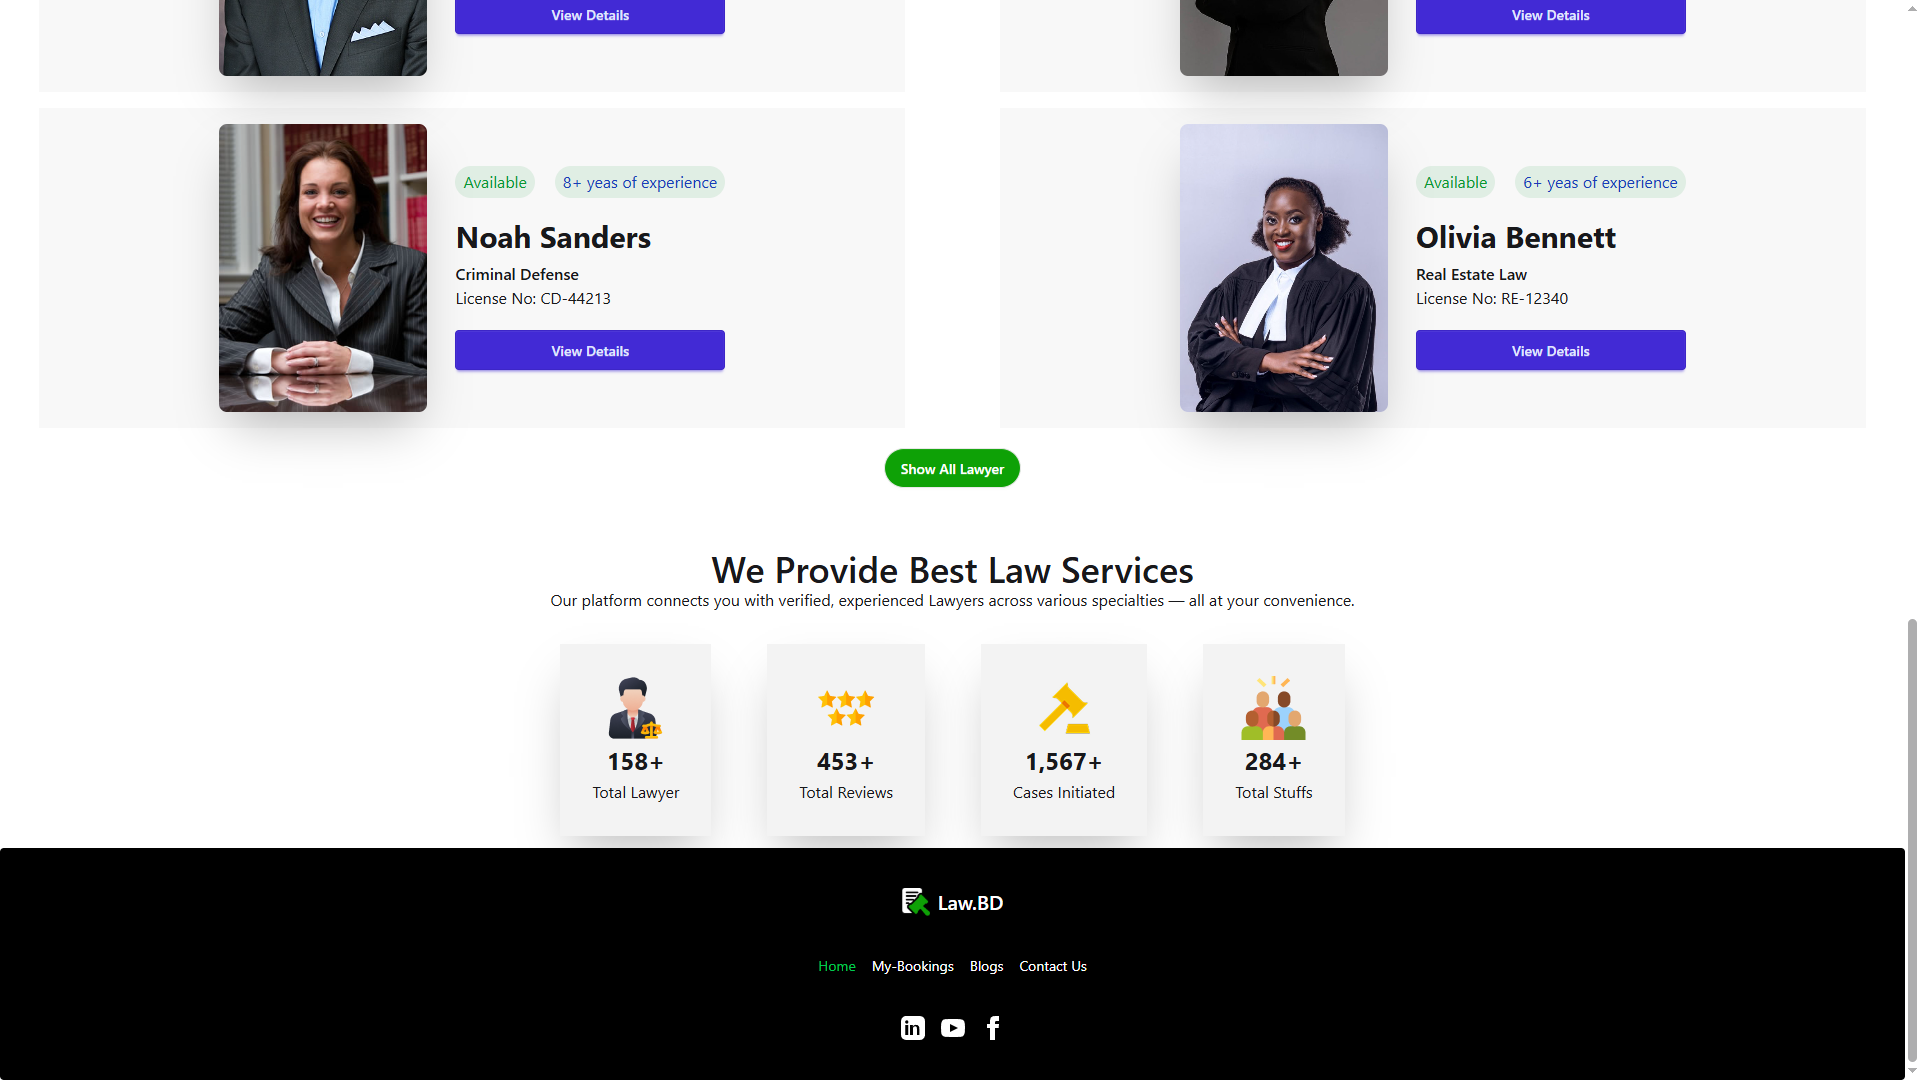 View Details
View Details
Available 8+ yeas of experience
Noah Sanders
Criminal Defense
License No: CD-44213
View Details
Available 6+ yeas of experience
Olivia Bennett
Real Estate Law
License No: RE-12340
View Details
Show All Lawyer
We Provide Best Law Services
Our platform connects you with verified, experienced Lawyers across various specialties — all at your convenience.
158+
Total Lawyer
453+
Total Reviews
1,567+
Cases Initiated
284+
Total Stuffs
Law.BD
Home My-Bookings Blogs Contact Us